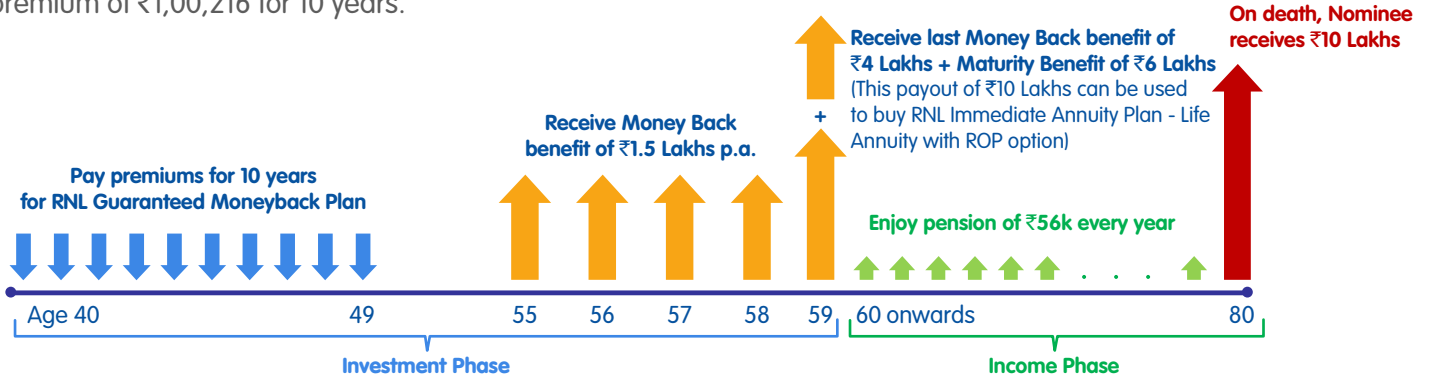 premium of ₹1,00,216 for 10 years.
On death, Nominee
receives ₹10 Lakhs
Receive last Money Back benefit of
₹4 Lakhs + Maturity Benefit of ₹6 Lakhs
(This payout of ₹10 Lakhs can be used
to buy RNL Immediate Annuity Plan - Life
Annuity with ROP option)
+
Receive Money Back
benefit of ₹1.5 Lakhs p.a.
Pay premiums for 10 years
for RNL Guaranteed Moneyback Plan
Enjoy pension of ₹56k every year
. . .
Age 40 49 55 56 57 58 59 60 onwards 80
Investment Phase Income Phase